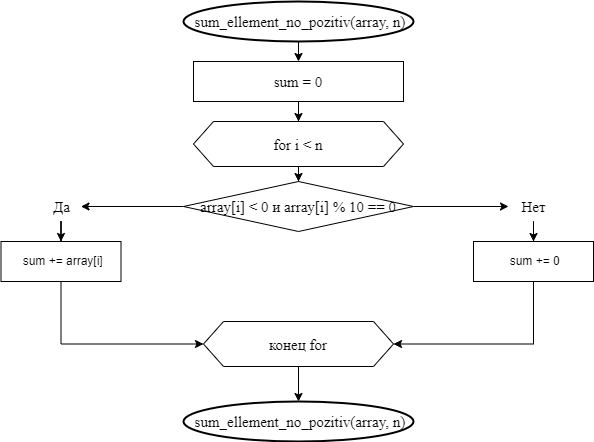 sum_ellement_no_pozitiv(array, n)
sum = 0
for i < n
array[i] < 0 и array[i] % 10 == 0
Да
Нет
sum += array[i]
sum += 0
конец for
sum_ellement_no_pozitiv(array, n)